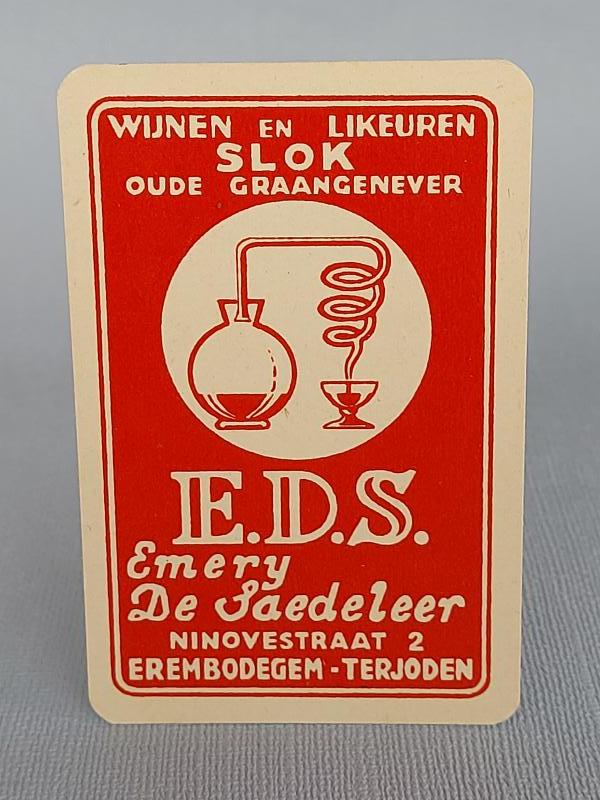 WIJNEN EN LIKEUREN
SLOK
OUDE GRAANGENEVER
E.D.S.
Emery
De Saedeleer
NINOVESTRAAT 2
EREMBODEGEM - TERJODEN